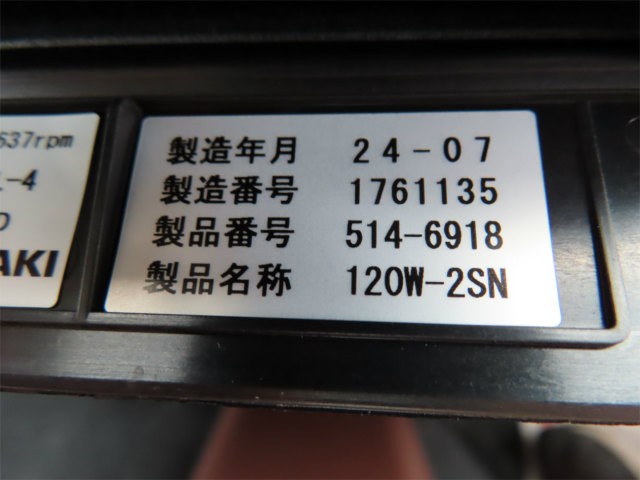 637rpm
-4
AKI
製造年月 24-07
製造番号 1761135
製品番号 514-6918
製品名称 120W-2SN